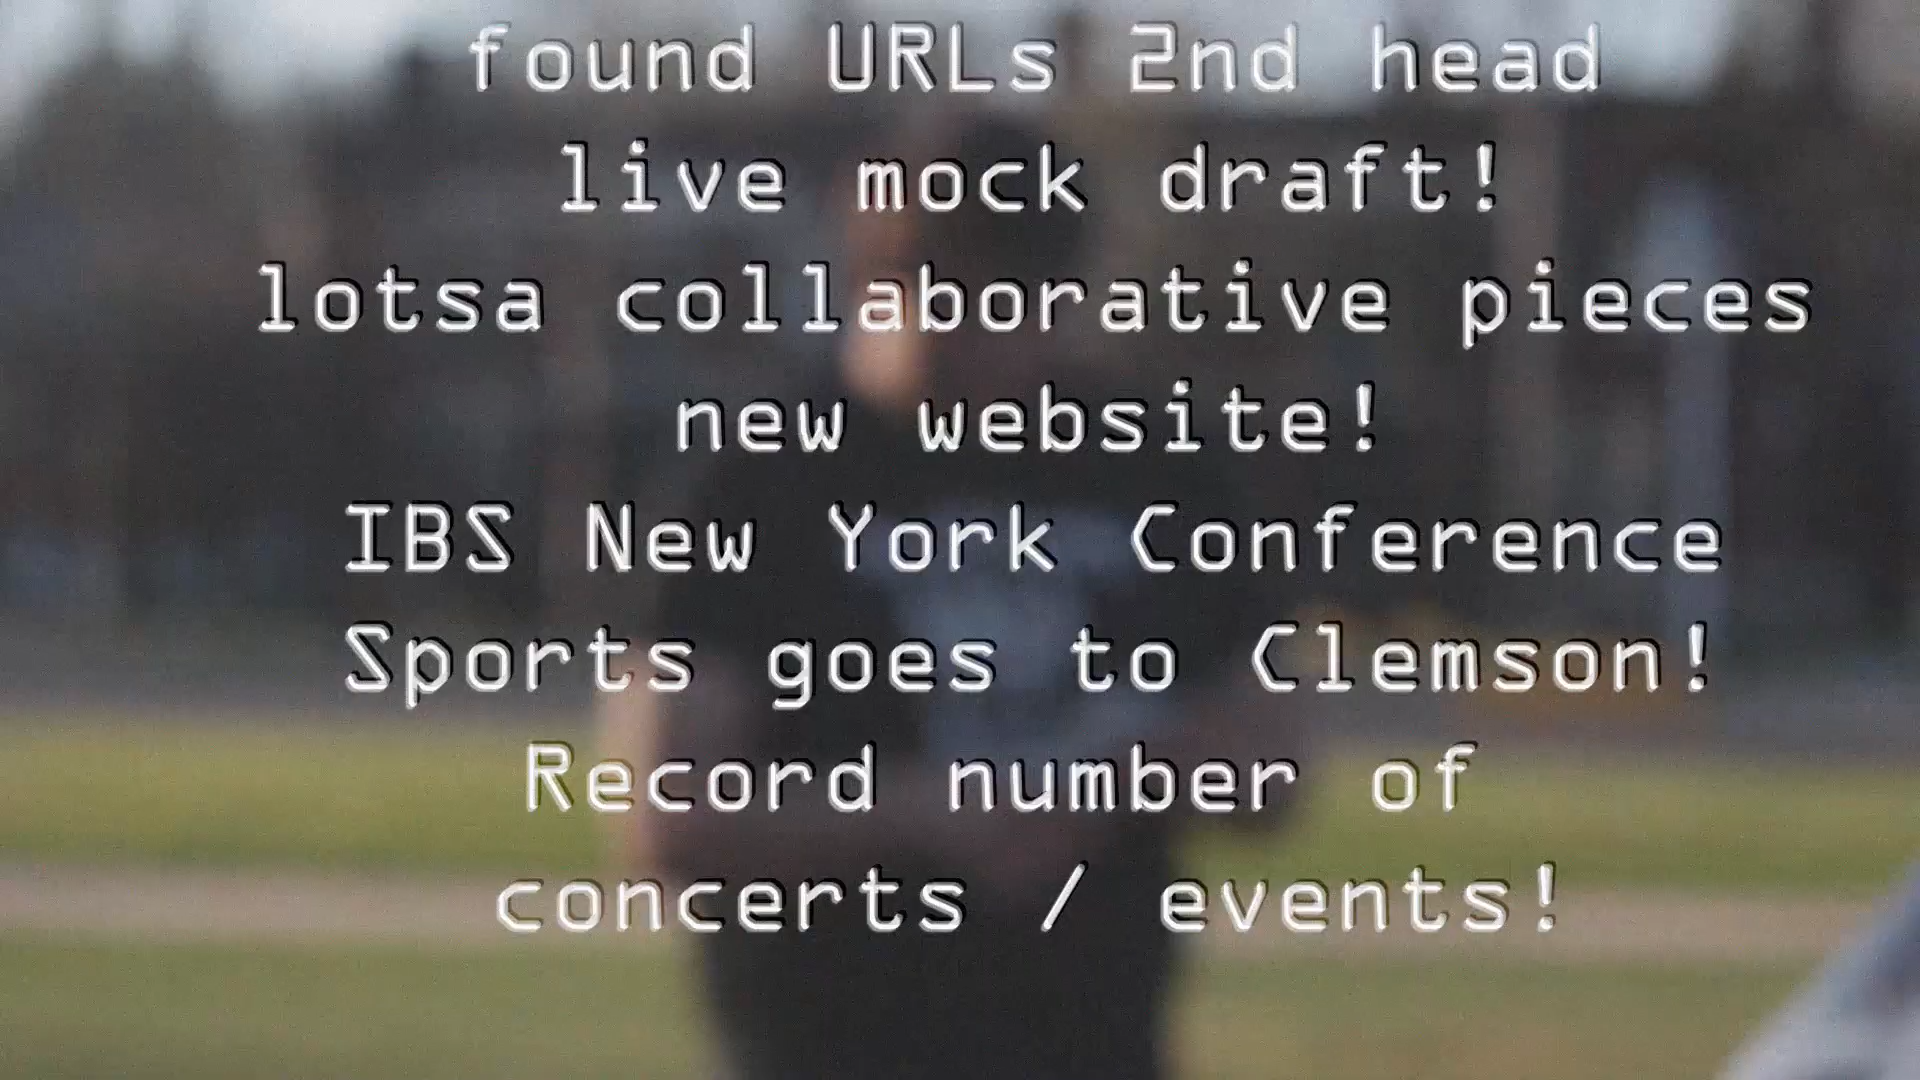 found URLs 2nd head
live mock draft!
lotsa collaborative pieces
new website!
IBS New York Conference
Sports goes to Clemson!
Record number of
concerts / events!